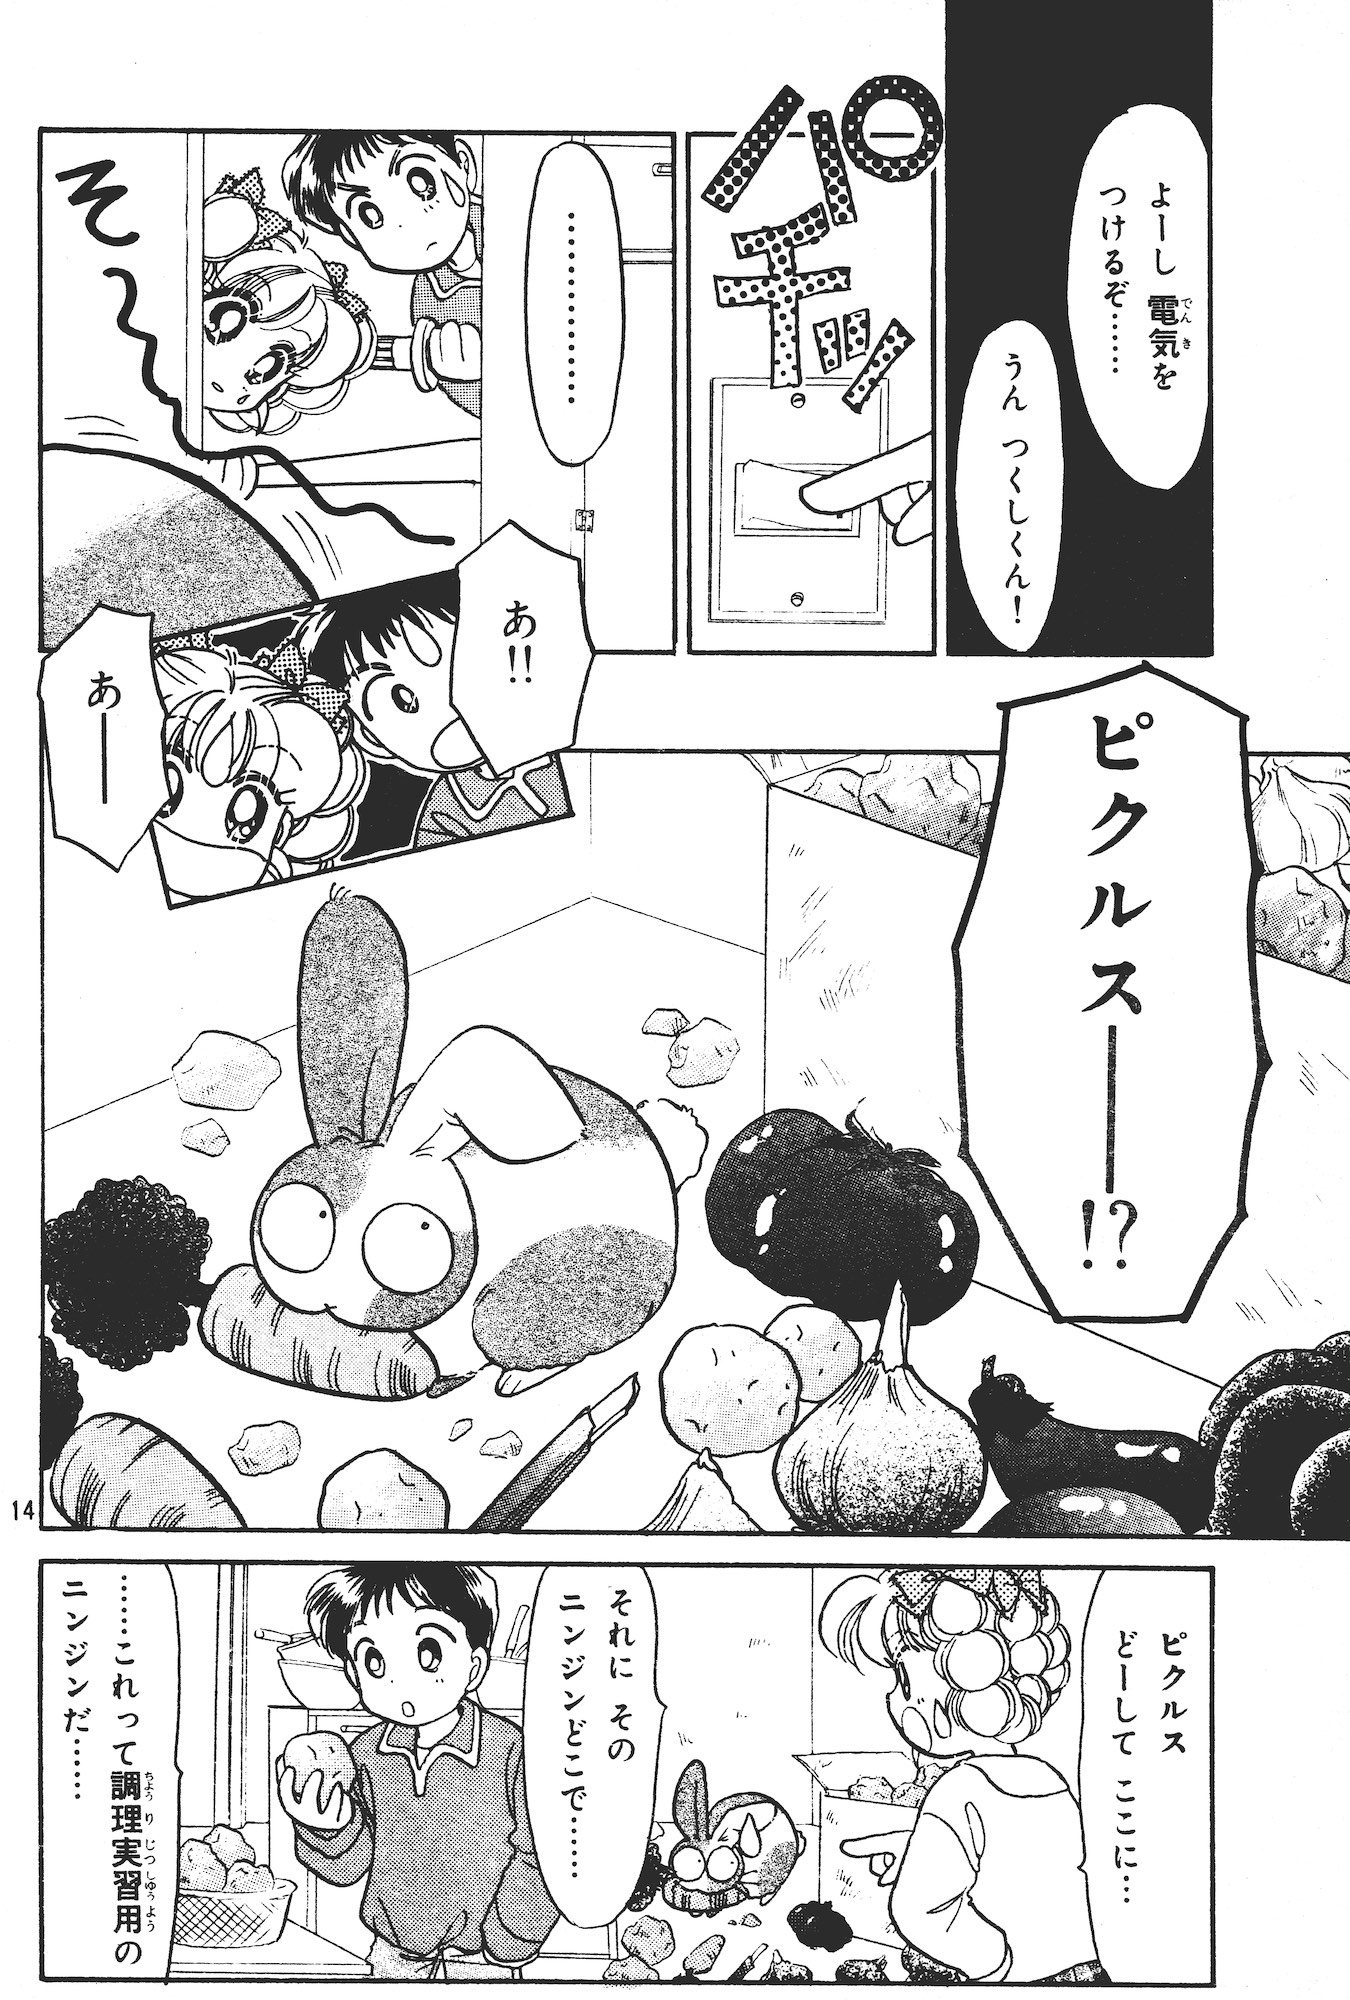 よーし 電気を
つけるぞ……
うん つくしくん!
パチッ
…………
そ〜〜
あ!!
あ──
ピクルス──!?
ピクルス
どーして ここに…
それに その
ニンジンどこで……
……これって調理実習用の
ニンジンだ……
14